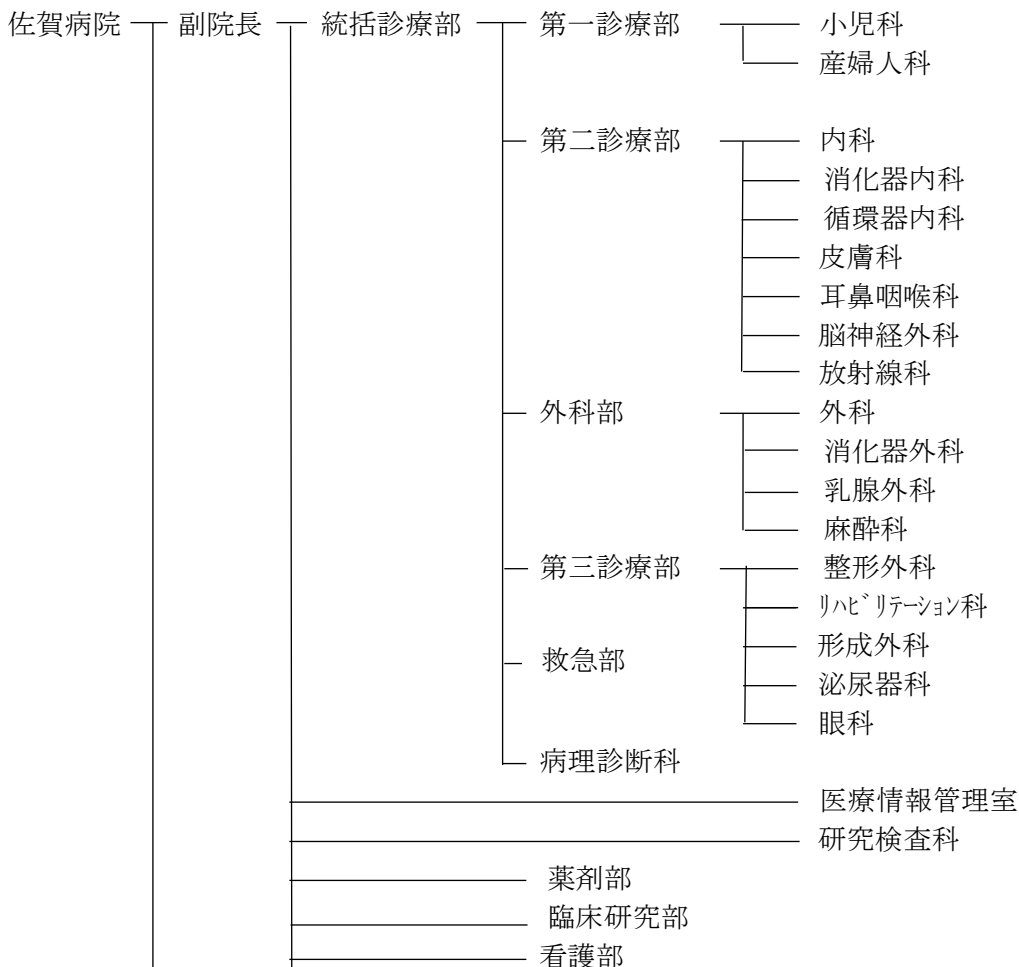 佐賀病院 副院長 統括診療部 第一診療部 小児科
産婦人科
第二診療部 内科
消化器内科
循環器内科
皮膚科
耳鼻咽喉科
脳神経外科
放射線科
外科部 外科
消化器外科
乳腺外科
麻酔科
第三診療部 整形外科
ﾘﾊﾋﾞﾘﾃｰｼｮﾝ科
形成外科
救急部
泌尿器科
眼科
病理診断科
医療情報管理室
研究検査科
薬剤部
臨床研究部
看護部